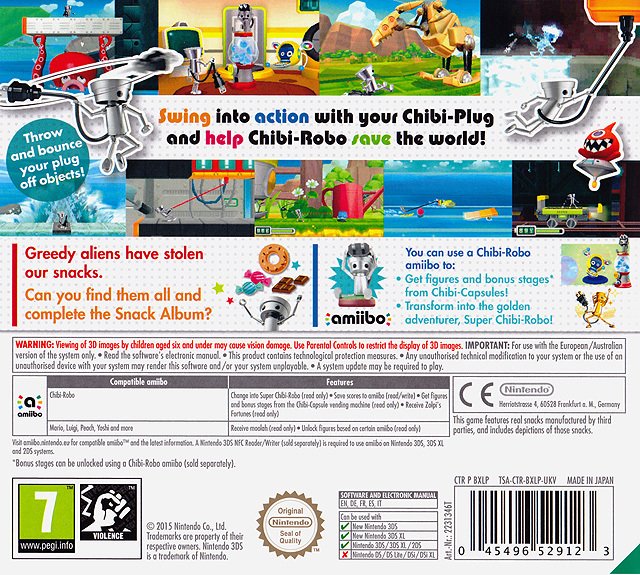 Swing into action with your Chibi-Plug
and help Chibi-Robo save the world!
Throw
and bounce
your plug
off objects!
Greedy aliens have stolen
our snacks.
Can you find them all and
complete the Snack Album?
amiibo
You can use a Chibi-Robo
amiibo to:
• Get figures and bonus stages*
from Chibi-Capsules!
• Transform into the golden
adventurer, Super Chibi-Robo!
WARNING: Viewing of 3D images by children aged six and under may cause vision damage. Use Parental Controls to restrict the display of 3D images. IMPORTANT: For use with the European/Australian
version of the system only. • Read the software's electronic manual. • This product contains technological protection measures. • Any unauthorised technical modification to your system or the use of an
unauthorised device with your system may render this software and/or your system unplayable. • A system update may be required to play.
amiibo
Compatible amiibo
Features
Chibi-Robo
Change into Super Chibi-Robo (read only) • Save scores to amiibo (read/write) • Get figures
and bonus stages from the Chibi-Capsule vending machine (read only) • Receive Zolpi's
Fortunes (read only)
Mario, Luigi, Peach, Yoshi and more
Receive moolah (read only) • Unlock figures based on certain amiibo (read only)
Visit amiibo.nintendo.eu for compatible amiibo™ and the latest information. A Nintendo 3DS NFC Reader/Writer (sold separately) is required to use amiibo on Nintendo 3DS, 3DS XL
and 2DS systems.
*Bonus stages can be unlocked using a Chibi-Robo amiibo (sold separately).
CE
Nintendo
Herriotstrasse 4, 60528 Frankfurt a. M., Germany
This game features real snacks manufactured by third
parties, and includes depictions of those snacks.
7
www.pegi.info
VIOLENCE
© 2015 Nintendo Co., Ltd.
Trademarks are property of their
respective owners. Nintendo 3DS
is a trademark of Nintendo.
Original
Nintendo
Seal of
Quality
SOFTWARE AND ELECTRONIC MANUAL
EN, DE, FR, ES, IT
Can be used with
New Nintendo 3DS
New Nintendo 3DS XL
Nintendo 3DS/3DS XL/2DS
Nintendo DS/DS Lite/DSi/DSi XL
Art.-Nr.: 2231346T
CTR P BXLP TSA-CTR-BXLP-UKV MADE IN JAPAN
0 45496 52912 3